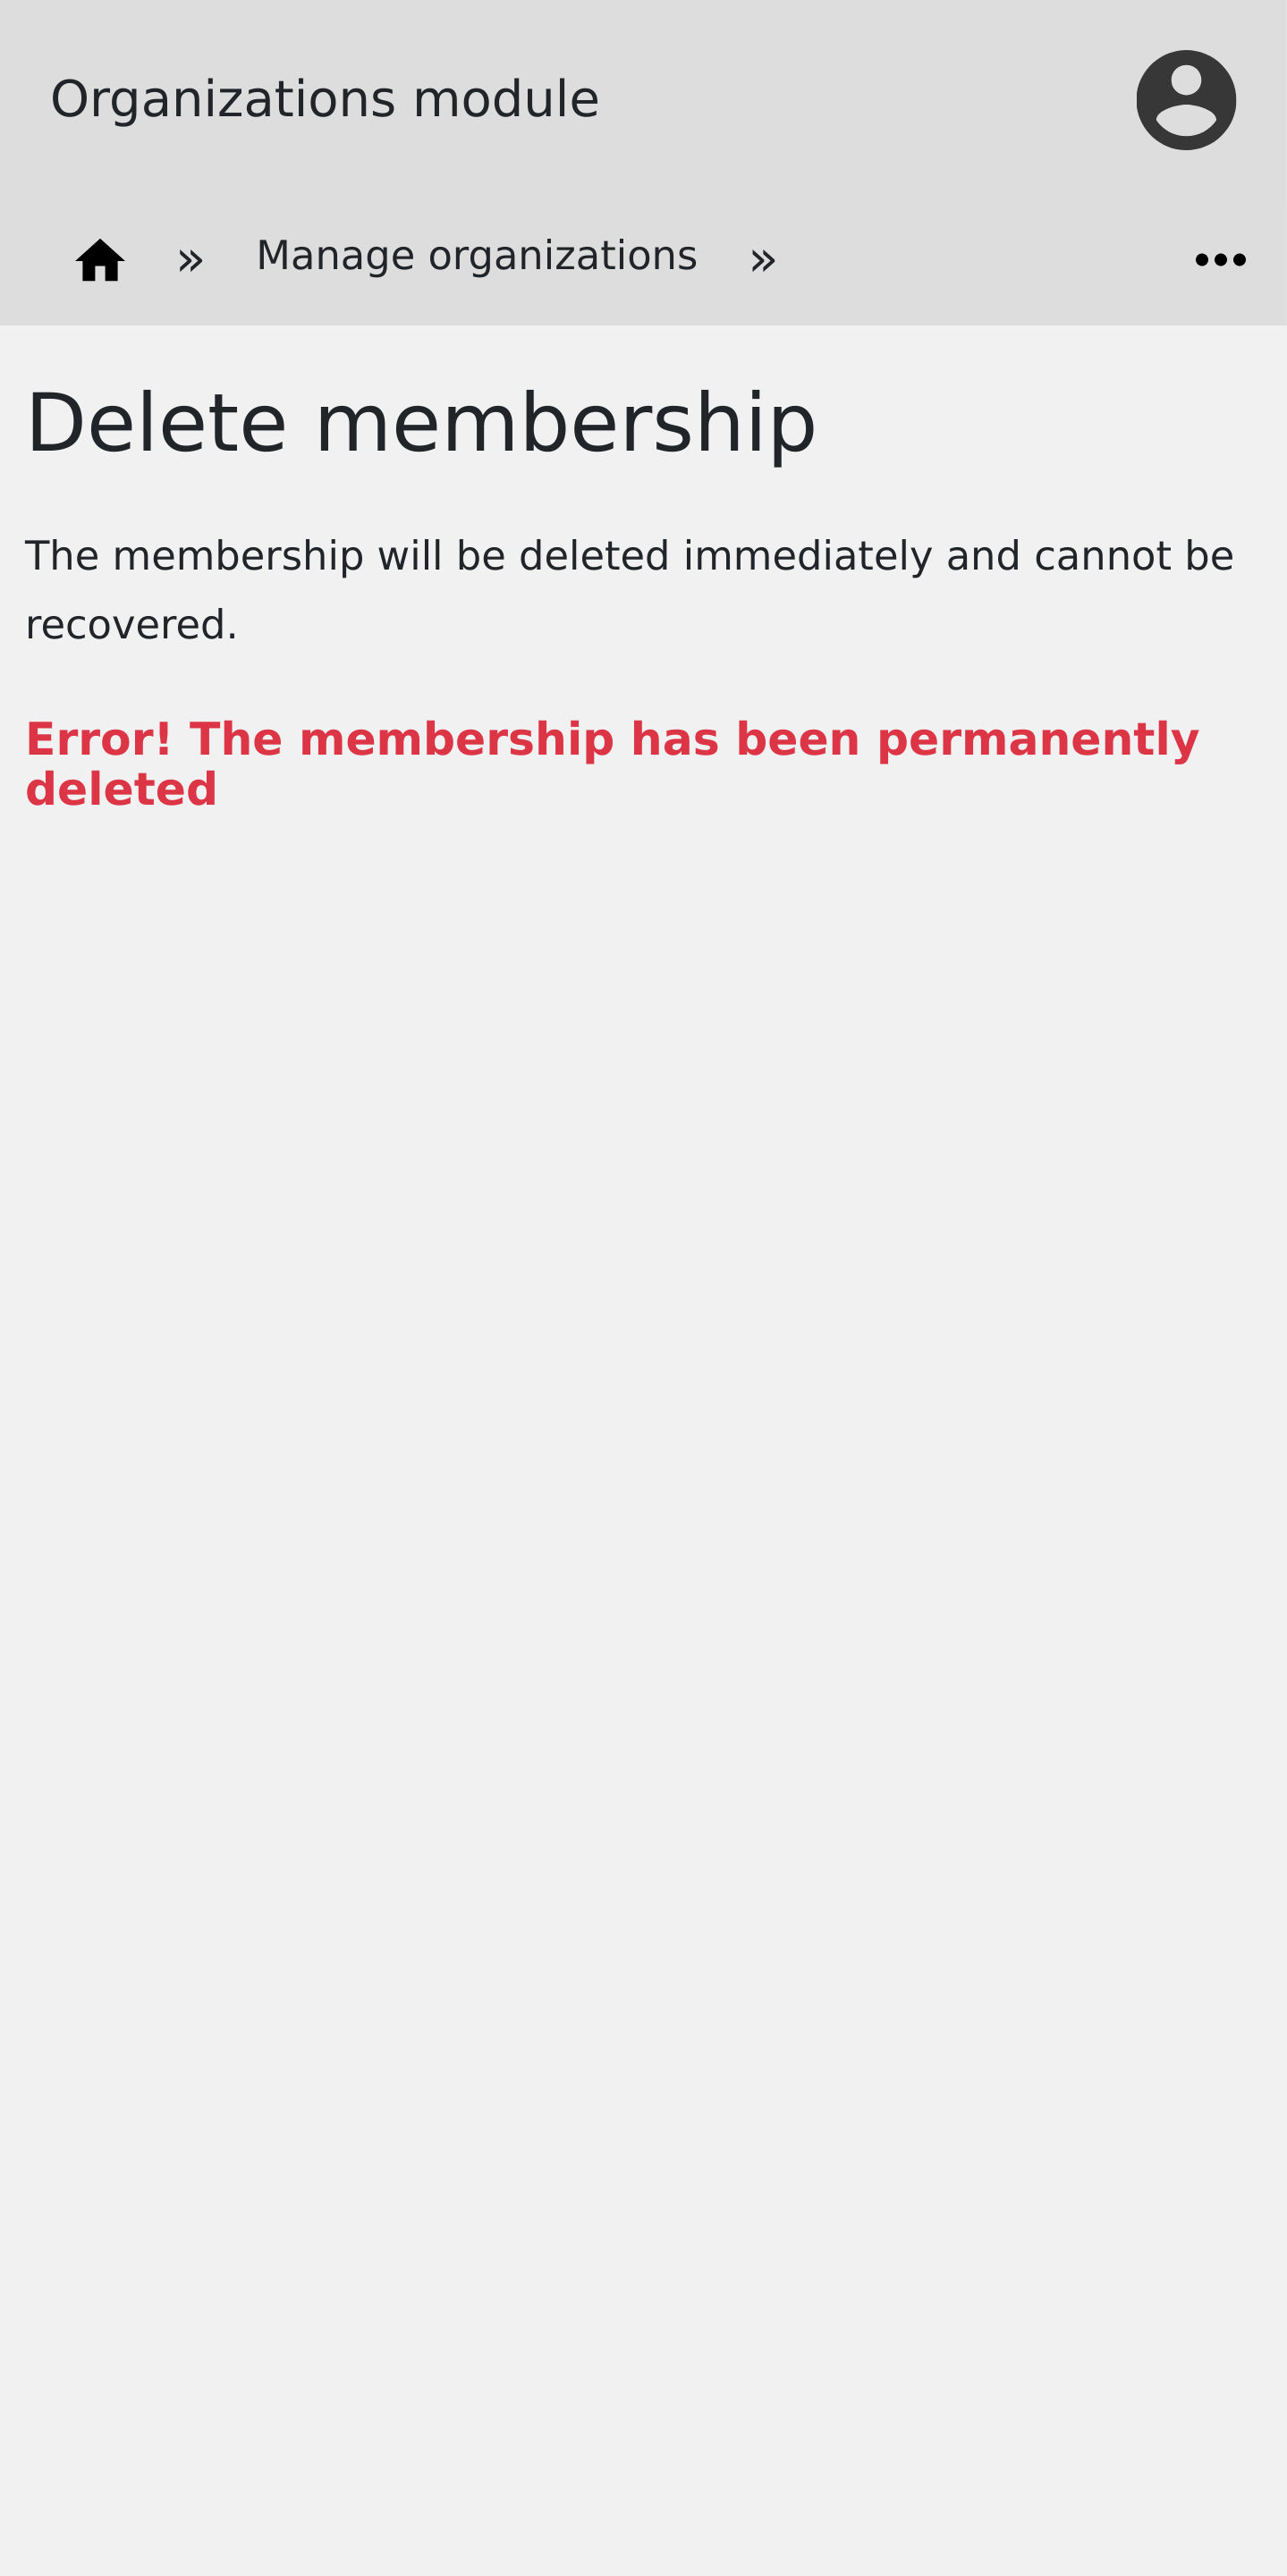 Organizations module
» Manage organizations »
Delete membership
The membership will be deleted immediately and cannot be
recovered.
Error! The membership has been permanently
deleted